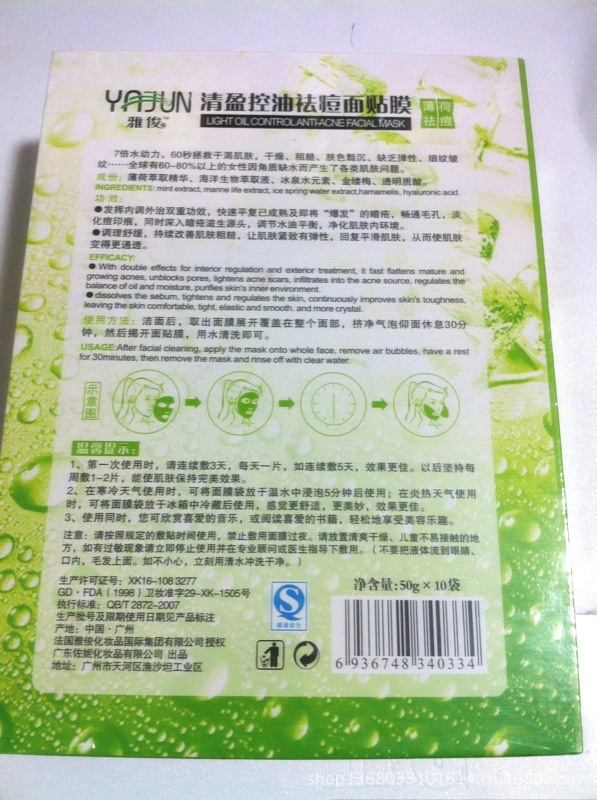 YAJUN 清盈控油祛痘面贴膜 薄荷
雅俊™ LIGHT OIL CONTROL ANTI-ACNE FACIAL MASK 祛痘
7倍水动力，60秒拯救干渴肌肤，干燥、粗糙、肤色黯沉、缺乏弹性、细纹皱
纹……全球有60~80%以上的女性因角质缺水而产生了各类肌肤问题。
成份：薄荷萃取精华、海洋生物萃取液、冰泉水元素、金缕梅、透明质酸。
INGREDIENTS: mint extract, marine life extract, ice spring water extract,hamamelis, hyaluronic acid.
功 效：
●发挥内调外治双重功效，快速平复已成熟及即将“爆发”的暗疮，畅通毛孔，淡
化痘印痕，同时深入暗疮滋生源头，调节水油平衡，净化肌肤内环境。
●调理舒缓，持续改善肌肤粗糙，让肌肤紧致有弹性，回复平滑肌肤，从而使肌肤
变得更通透。
EFFICACY:
● With double effects for interior regulation and exterior treatment, it fast flattens mature and
growing acnes, unblocks pores, lightens acne scars, infiltrates into the acne source, regulates the
balance of oil and moisture, purifies skin's inner environment.
● dissolves the sebum, tightens and regulates the skin, continuously improves skin's toughness,
leaving the skin comfortable, tight, elastic and smooth, and more crystal.
使用方法：洁面后，取出面膜展开覆盖在整个面部，挤净气泡仰面休息30分
钟，然后揭开面贴膜，用水清洗即可。
USAGE:After facial cleaning, apply the mask onto whole face, remove air bubbles, have a rest
for 30minutes, then remove the mask and rinse off with clear water.
示意图
温馨提示：
1、第一次使用时，请连续敷3天，每天一片，如连续敷5天，效果更佳。以后坚持每
周敷1-2片，能使肌肤保持完美效果。
2、在寒冷天气使用时，可将面膜袋放于温水中浸泡5分钟后使用；在炎热天气使用
时，可将面膜袋放于冰箱中冷藏后使用，感觉更舒适，更美妙，效果更佳。
3、使用同时，您可欣赏喜爱的音乐，或阅读喜爱的书籍，轻松地享受美容乐趣。
注意：请按照规定的敷贴时间使用，禁止敷用面膜过夜。请放置清爽干燥、儿童不易接触的地
方，如有过敏现象请立即停止使用并在专业顾问或医生指导下敷用。（不要把液体流到眼睛、
口内，毛发上面。如不小心，立刻用清水冲洗干净。）
生产许可证号：XK16-108 3277
GD·FDA（1998）卫妆准字29-XK-1505号
执行标准：QB/T 2872-2007
生产批号及限期使用日期见产品标注
产地：中国·广州
法国雅俊化妆品国际集团有限公司授权
广东佐妮化妆品有限公司 出品
地址：广州市天河区渔沙坦工业区
质量安全
净含量:50g×10袋
6 936748 340334